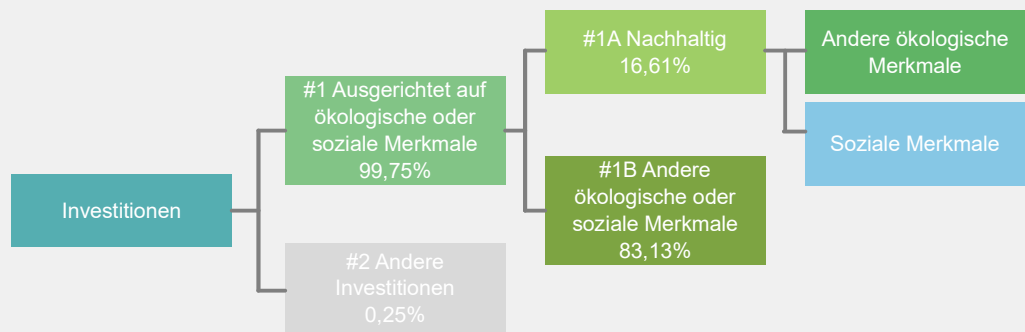 Investitionen
#1 Ausgerichtet auf
ökologische oder
soziale Merkmale
99,75%
#2 Andere
Investitionen
0,25%
#1A Nachhaltig
16,61%
#1B Andere
ökologische oder
soziale Merkmale
83,13%
Andere ökologische
Merkmale
Soziale Merkmale